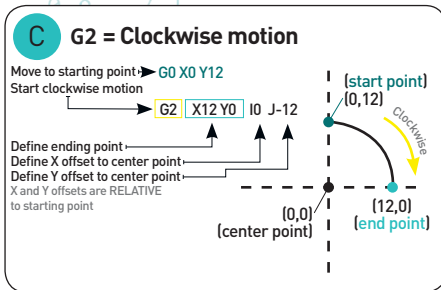 C G2 = Clockwise motion
Move to starting point G0 X0 Y12
Start clockwise motion
G2 X12 Y0 I0 J-12
Define ending point
Define X offset to center point
Define Y offset to center point
X and Y offsets are RELATIVE
to starting point
(start point)
(0,12)
Clockwise
(0,0)
(center point)
(12,0)
(end point)